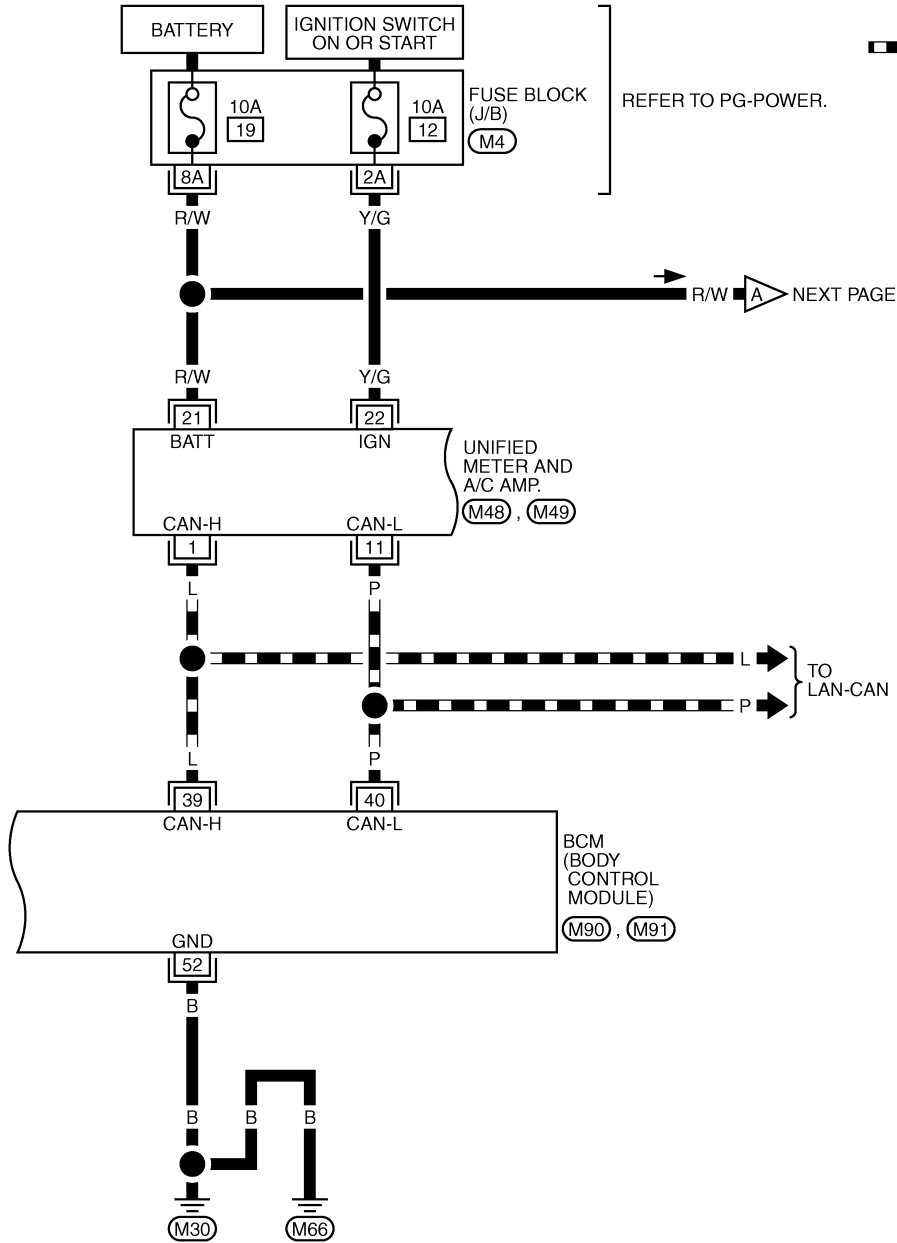 BATTERY
IGNITION SWITCH
ON OR START
10A
19
10A
12
FUSE BLOCK
(J/B)
M4
REFER TO PG-POWER.
8A
2A
R/W
Y/G
R/W
A
NEXT PAGE
R/W
Y/G
21
22
BATT
IGN
UNIFIED
METER AND
A/C AMP.
M48 , M49
CAN-H
CAN-L
1
11
L
P
L
P
TO
LAN-CAN
L
P
39
40
CAN-H
CAN-L
BCM
(BODY
CONTROL
MODULE)
M90 , M91
GND
52
B
B
B
B
M30
M66